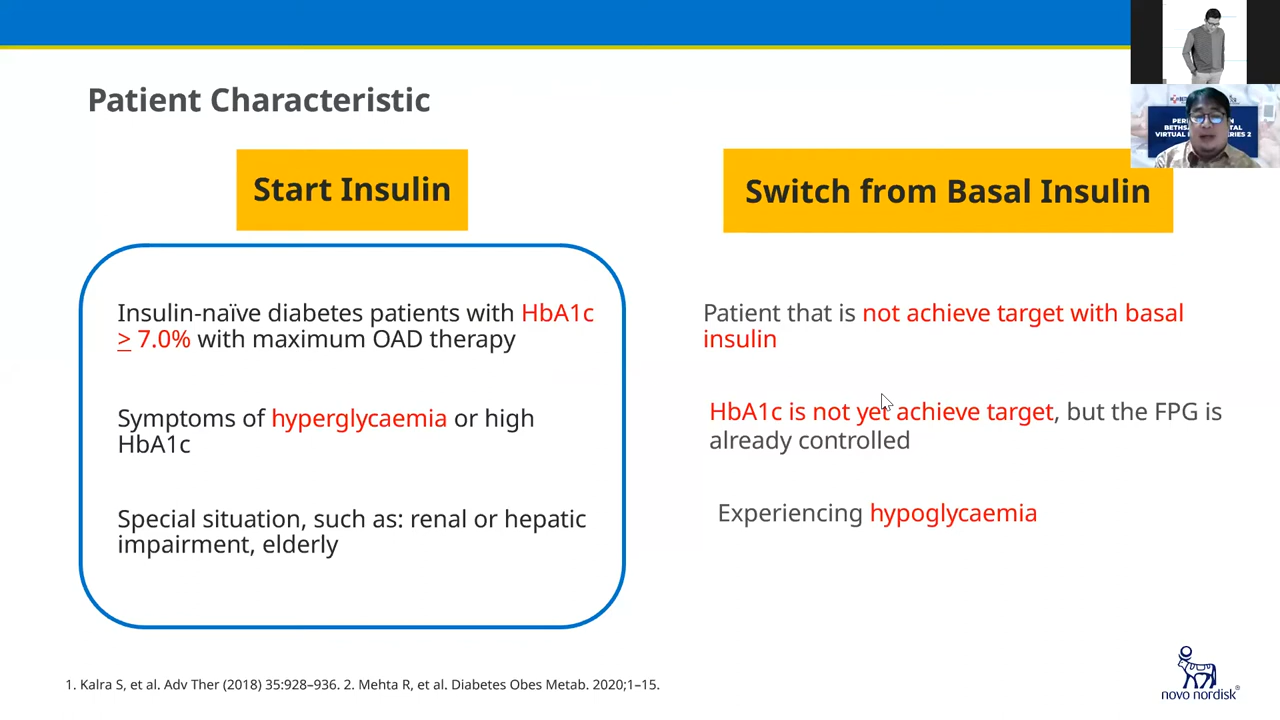 Patient Characteristic
Start Insulin
Insulin-naïve diabetes patients with HbA1c
≥ 7.0% with maximum OAD therapy
Symptoms of hyperglycaemia or high
HbA1c
Special situation, such as: renal or hepatic
impairment, elderly
Switch from Basal Insulin
Patient that is not achieve target with basal
insulin
HbA1c is not yet achieve target, but the FPG is
already controlled
Experiencing hypoglycaemia
1. Kalra S, et al. Adv Ther (2018) 35:928–936. 2. Mehta R, et al. Diabetes Obes Metab. 2020;1–15.
novo nordisk®